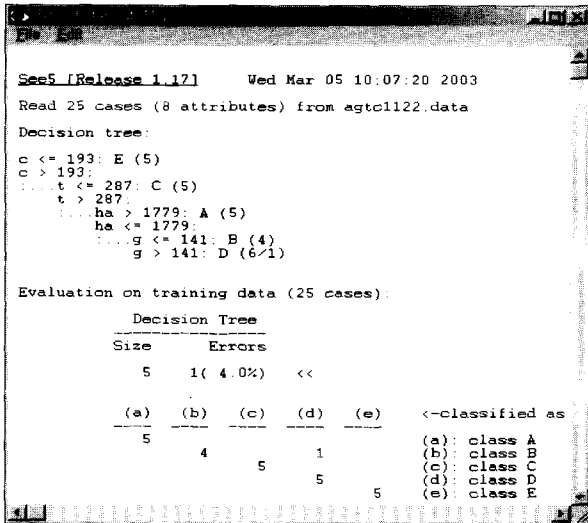 File Edit
See5 [Release 1.17] Wed Mar 05 10:07:20 2003
Read 25 cases (8 attributes) from agtc1122.data
Decision tree:
c <= 193: E (5)
c > 193:
:...t <= 287: C (5)
t > 287:
:...ha > 1779: A (5)
ha <= 1779:
:...g <= 141: B (4)
g > 141: D (6/1)
Evaluation on training data (25 cases):
Decision Tree
Size Errors
5 1( 4.0%) <<
(a) (b) (c) (d) (e) <-classified as
5 (a): class A
4 1 (b): class B
5 (c): class C
5 (d): class D
5 (e): class E